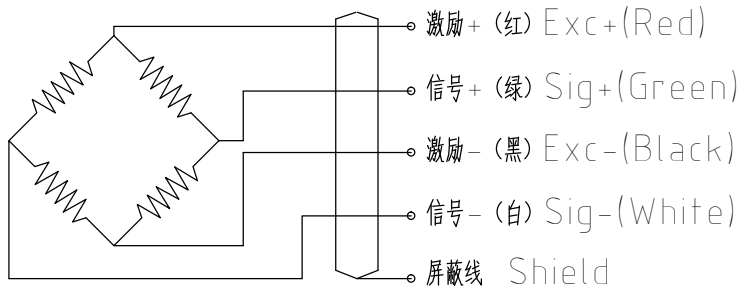 激励+（红）Exc+(Red)
信号+（绿）Sig+(Green)
激励-（黑）Exc-(Black)
信号-（白）Sig-(White)
屏蔽线 Shield